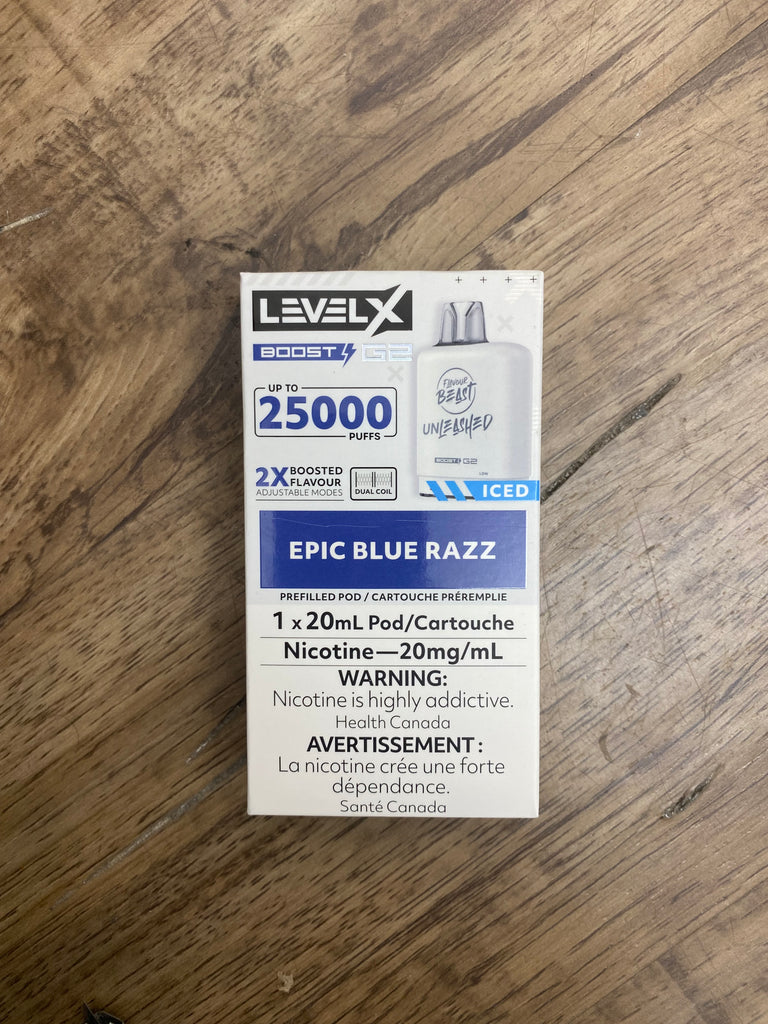 LEVELX
BOOST G2
UP TO
25000
PUFFS
2X BOOSTED FLAVOUR
ADJUSTABLE MODES
DUAL COIL
FLAVOUR
BEAST
UNLEASHED
BOOST G2
ICED
EPIC BLUE RAZZ
PREFILLED POD / CARTOUCHE PRÉREMPLIE
1 x 20mL Pod/Cartouche
Nicotine—20mg/mL
WARNING:
Nicotine is highly addictive.
Health Canada
AVERTISSEMENT :
La nicotine crée une forte
dépendance.
Santé Canada